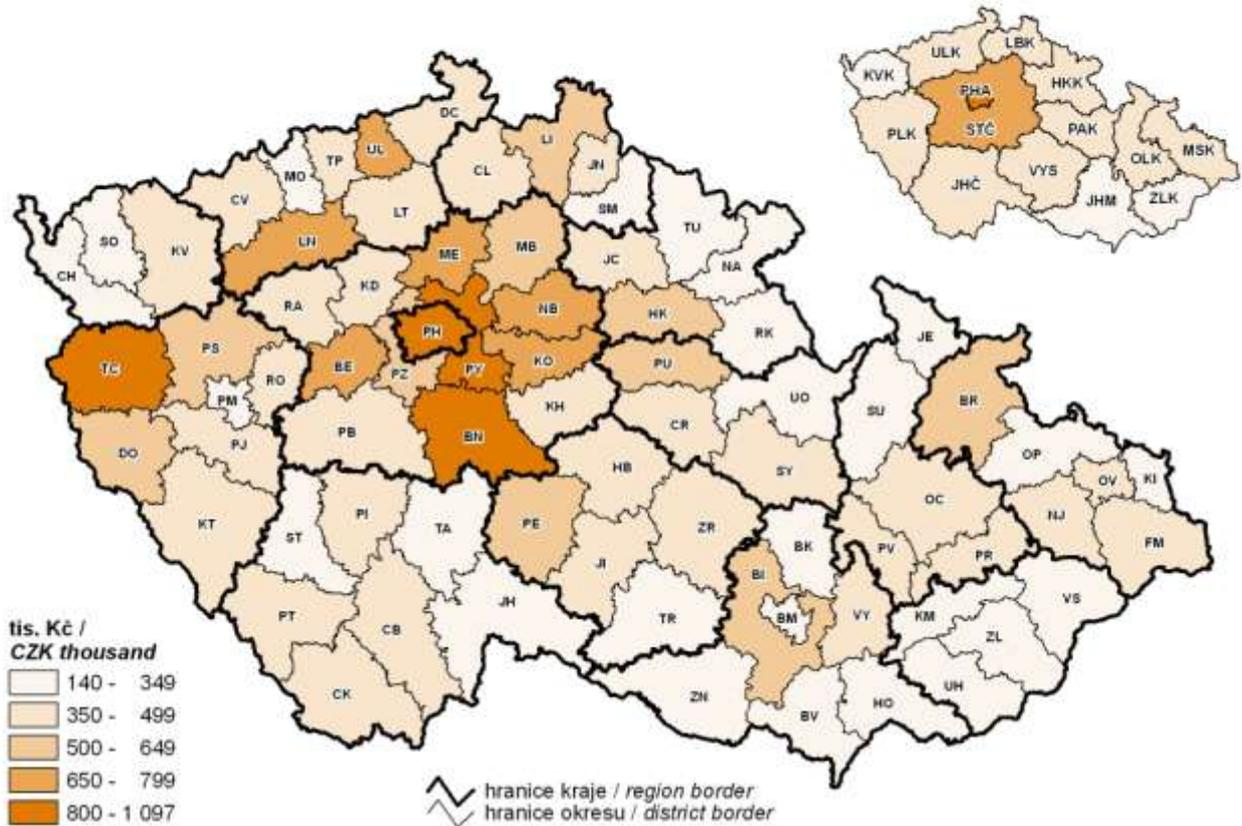 DC
UL
TP
MO
LI
JN
CL
CV
LT
SM
TU
SO
KV
LN
ME
MB
JC
NA
CH
KD
RA
NB
HK
RK
PH
TC
PS
BE
PZ
PY
KO
PU
JE
RO
PM
KH
UO
SU
BR
DO
PJ
PB
BN
CR
SY
OP
HB
OV
KI
KT
ST
PI
TA
PE
ZR
OC
NJ
FM
JI
BK
PV
PR
BI
PT
CB
JH
TR
BM
VY
KM
VS
ZL
CK
ZN
BV
HO
UH
LBK
ULK
KVK
PHA
HKK
STČ
PLK
PAK
MSK
OLK
VYS
JHČ
JHM
ZLK
tis. Kč /
CZK thousand
140 - 349
350 - 499
500 - 649
650 - 799
800 - 1 097
hranice kraje / region border
hranice okresu / district border